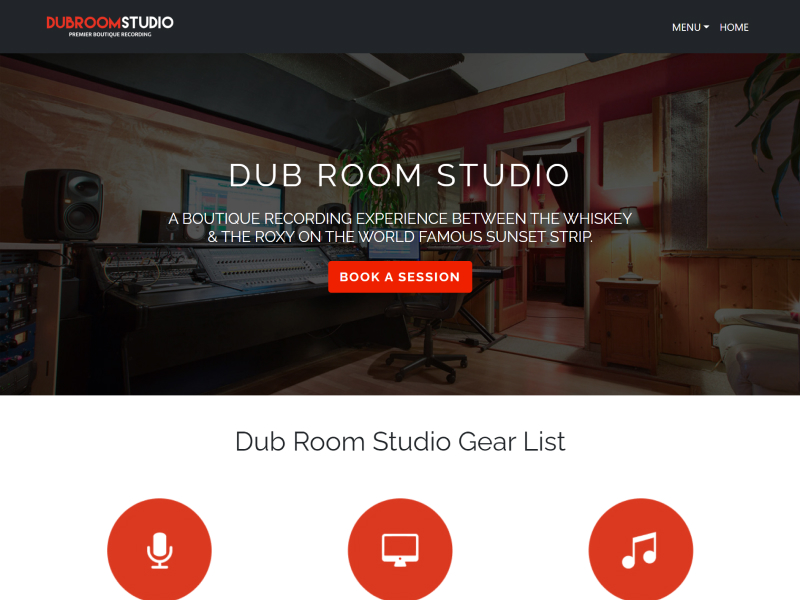 DUBROOMSTUDIO
PREMIER BOUTIQUE RECORDING
MENU
HOME
DUB ROOM STUDIO
A BOUTIQUE RECORDING EXPERIENCE BETWEEN THE WHISKEY
& THE ROXY ON THE WORLD FAMOUS SUNSET STRIP.
BOOK A SESSION
Dub Room Studio Gear List